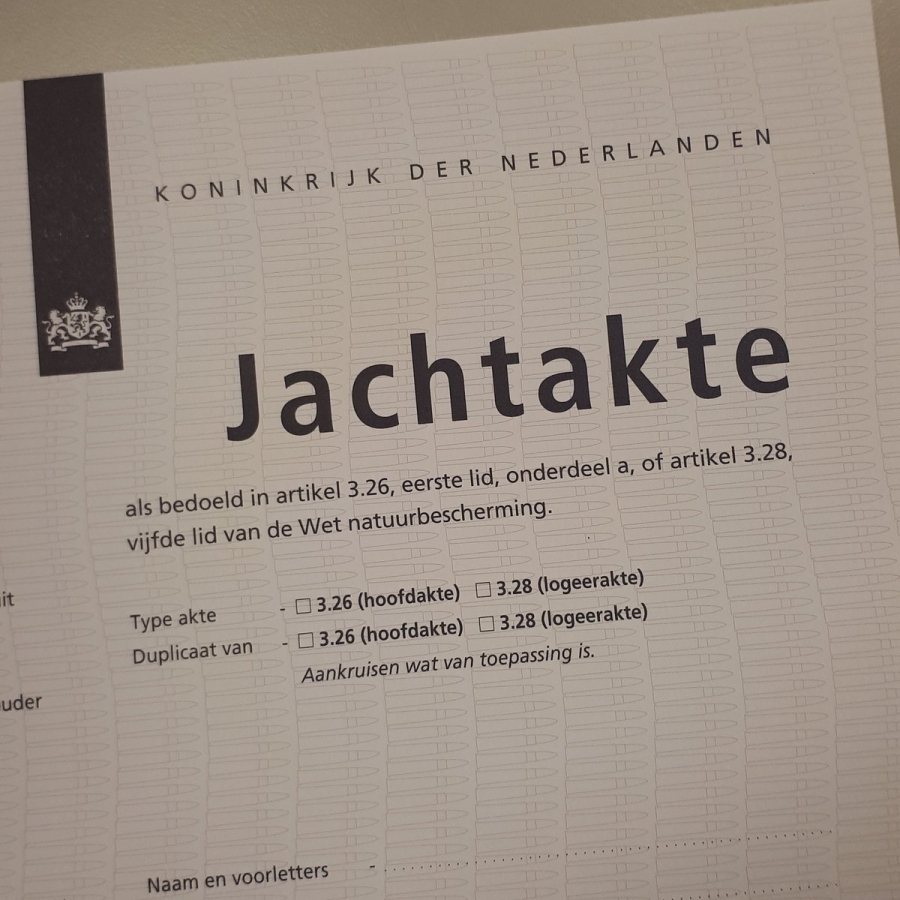 KONINKRIJK DER NEDERLANDEN
Jachtakte
als bedoeld in artikel 3.26, eerste lid, onderdeel a, of artikel 3.28,
vijfde lid van de Wet natuurbescherming.
Type akte - ☐ 3.26 (hoofdakte) ☐ 3.28 (logeerakte)
Duplicaat van - ☐ 3.26 (hoofdakte) ☐ 3.28 (logeerakte)
Aankruisen wat van toepassing is.
Naam en voorletters -